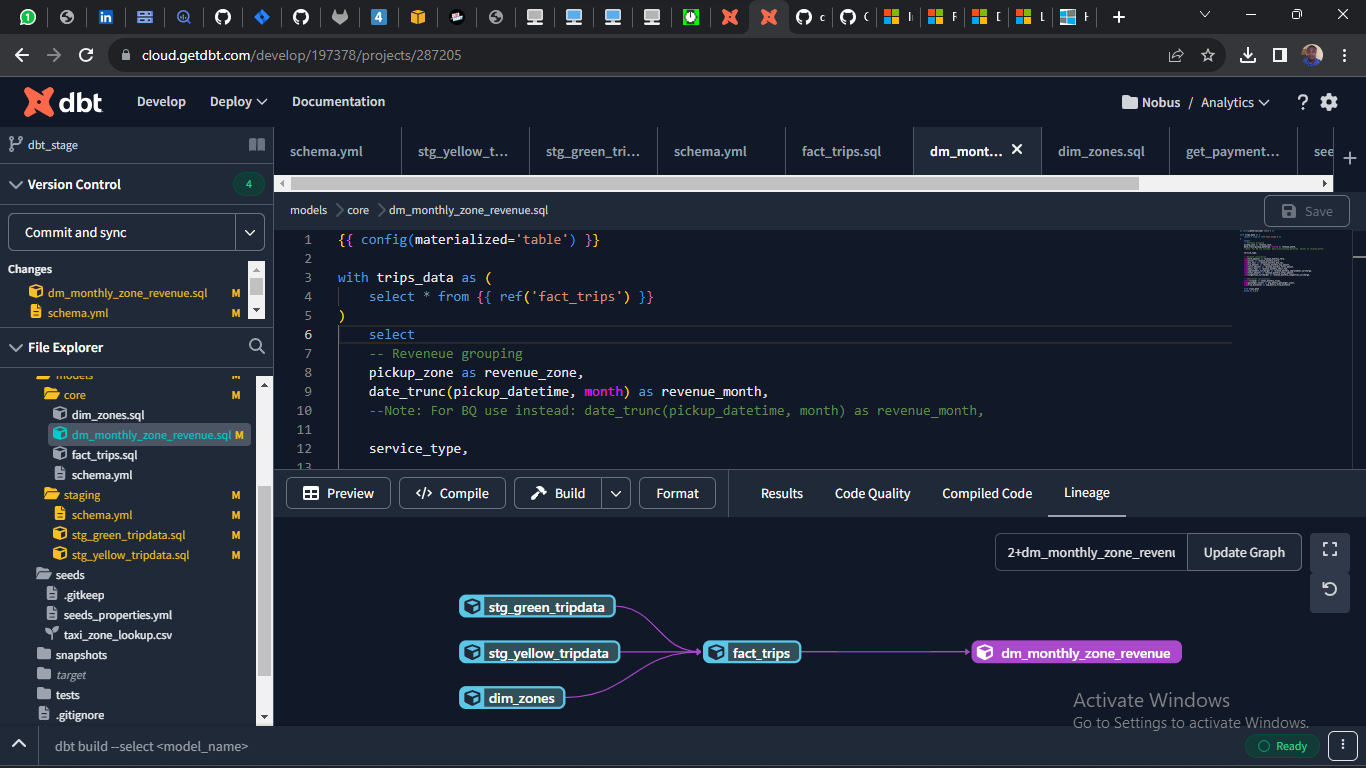 4
cloud.getdbt.com/develop/197378/projects/287205
dbt
Develop
Deploy
Documentation
Nobus / Analytics
?
dbt_stage
schema.yml
stg_yellow_t...
stg_green_tri...
schema.yml
fact_trips.sql
dm_mont...
dim_zones.sql
get_payment...
see
Version Control
4
Commit and sync
models
core
dm_monthly_zone_revenue.sql
Save
Changes
dm_monthly_zone_revenue.sql M
schema.yml M
File Explorer
models M
core M
dim_zones.sql
dm_monthly_zone_revenue.sql M
fact_trips.sql
schema.yml
staging M
schema.yml M
stg_green_tripdata.sql M
stg_yellow_tripdata.sql M
seeds
.gitkeep
seeds_properties.yml
taxi_zone_lookup.csv
snapshots
target
tests
.gitignore
1 {{ config(materialized='table') }}
2
3 with trips_data as (
4 select * from {{ ref('fact_trips') }}
5 )
6 select
7 -- Reveneue grouping
8 pickup_zone as revenue_zone,
9 date_trunc(pickup_datetime, month) as revenue_month,
10 --Note: For BQ use instead: date_trunc(pickup_datetime, month) as revenue_month,
11
12 service_type,
13
Preview
</> Compile
Build
Format
Results
Code Quality
Compiled Code
Lineage
2+dm_monthly_zone_revenu
Update Graph
stg_green_tripdata
stg_yellow_tripdata
dim_zones
fact_trips
dm_monthly_zone_revenue
Activate Windows
Go to Settings to activate Windows.
dbt build --select <model_name>
Ready